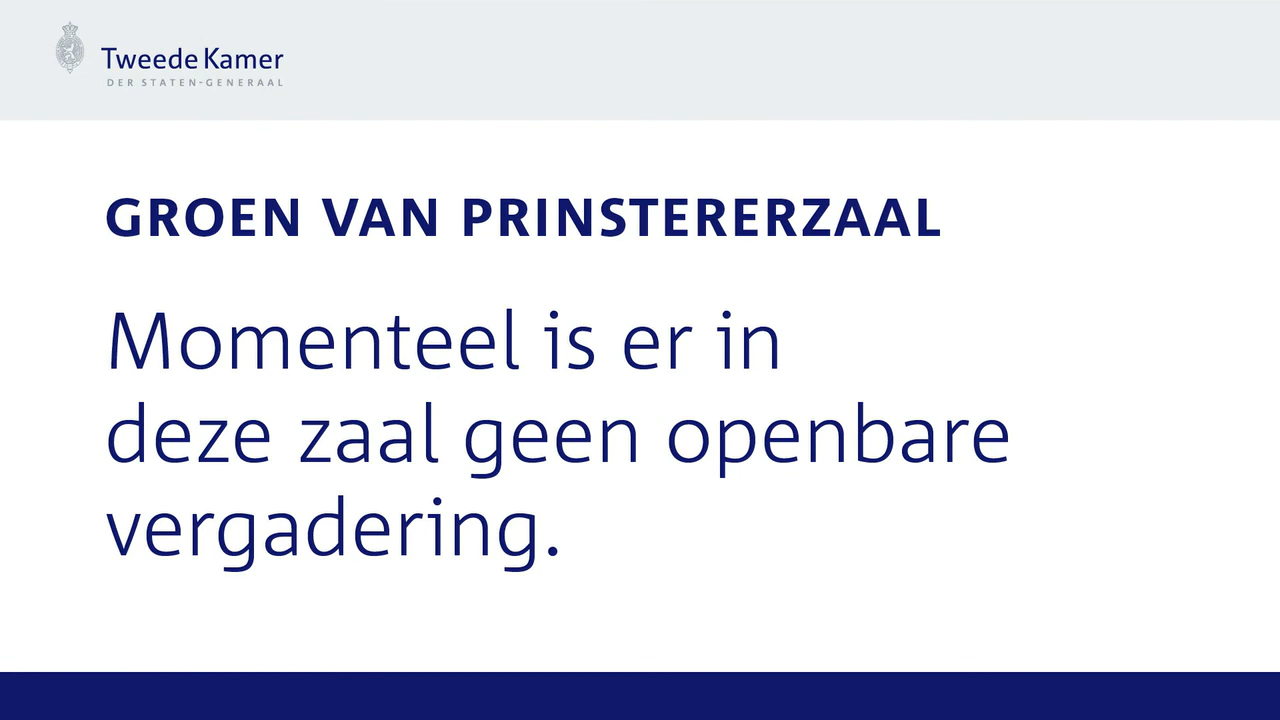 Tweede Kamer
DER STATEN-GENERAAL
GROEN VAN PRINSTERERZAAL
Momenteel is er in
deze zaal geen openbare
vergadering.